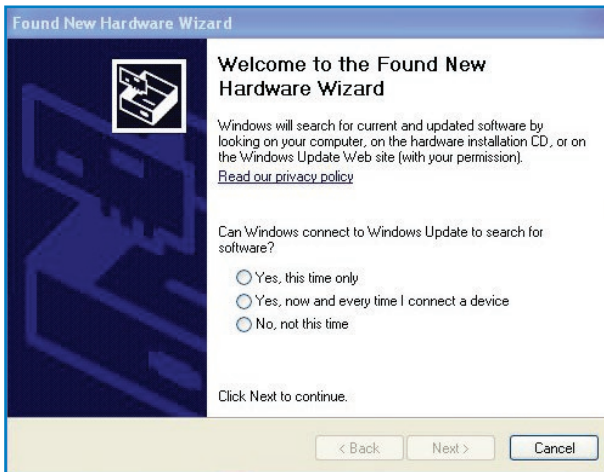 Found New Hardware Wizard
Welcome to the Found New
Hardware Wizard
Windows will search for current and updated software by
looking on your computer, on the hardware installation CD, or on
the Windows Update Web site (with your permission).
Read our privacy policy
Can Windows connect to Windows Update to search for
software?
Yes, this time only
Yes, now and every time I connect a device
No, not this time
Click Next to continue.
< Back Next > Cancel